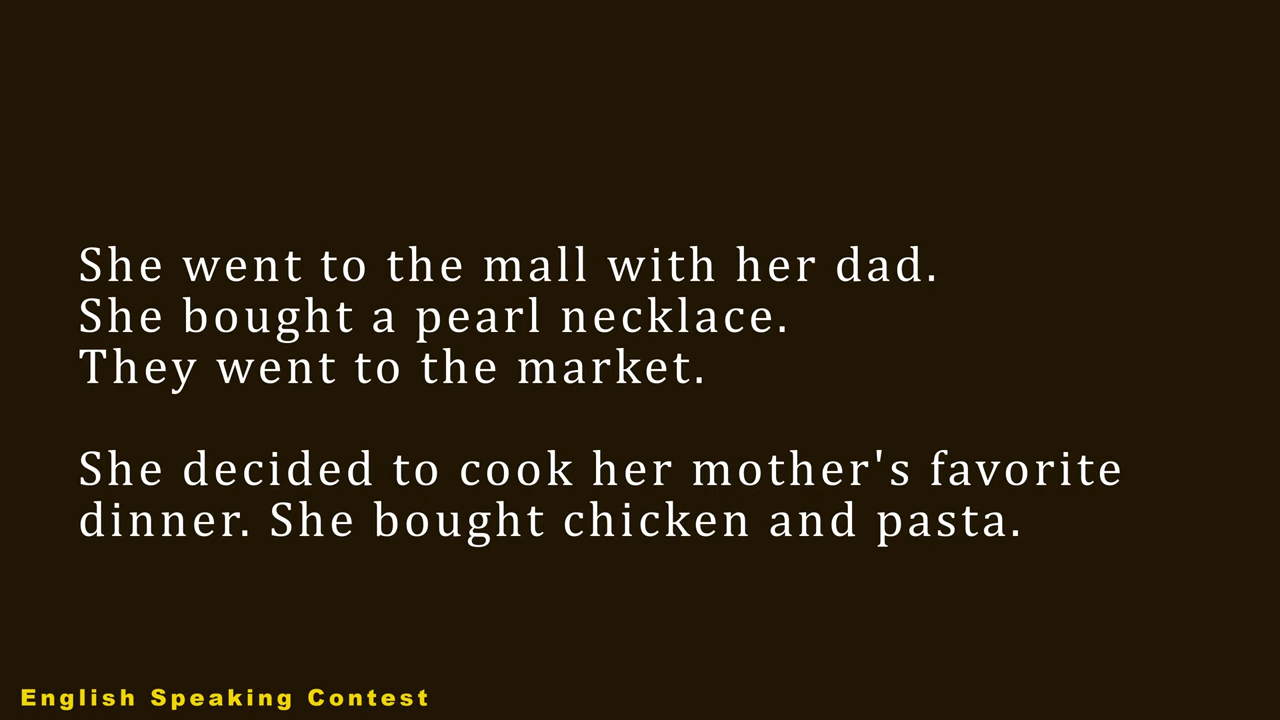 She went to the mall with her dad.
She bought a pearl necklace.
They went to the market.
She decided to cook her mother's favorite
dinner. She bought chicken and pasta.
English Speaking Contest